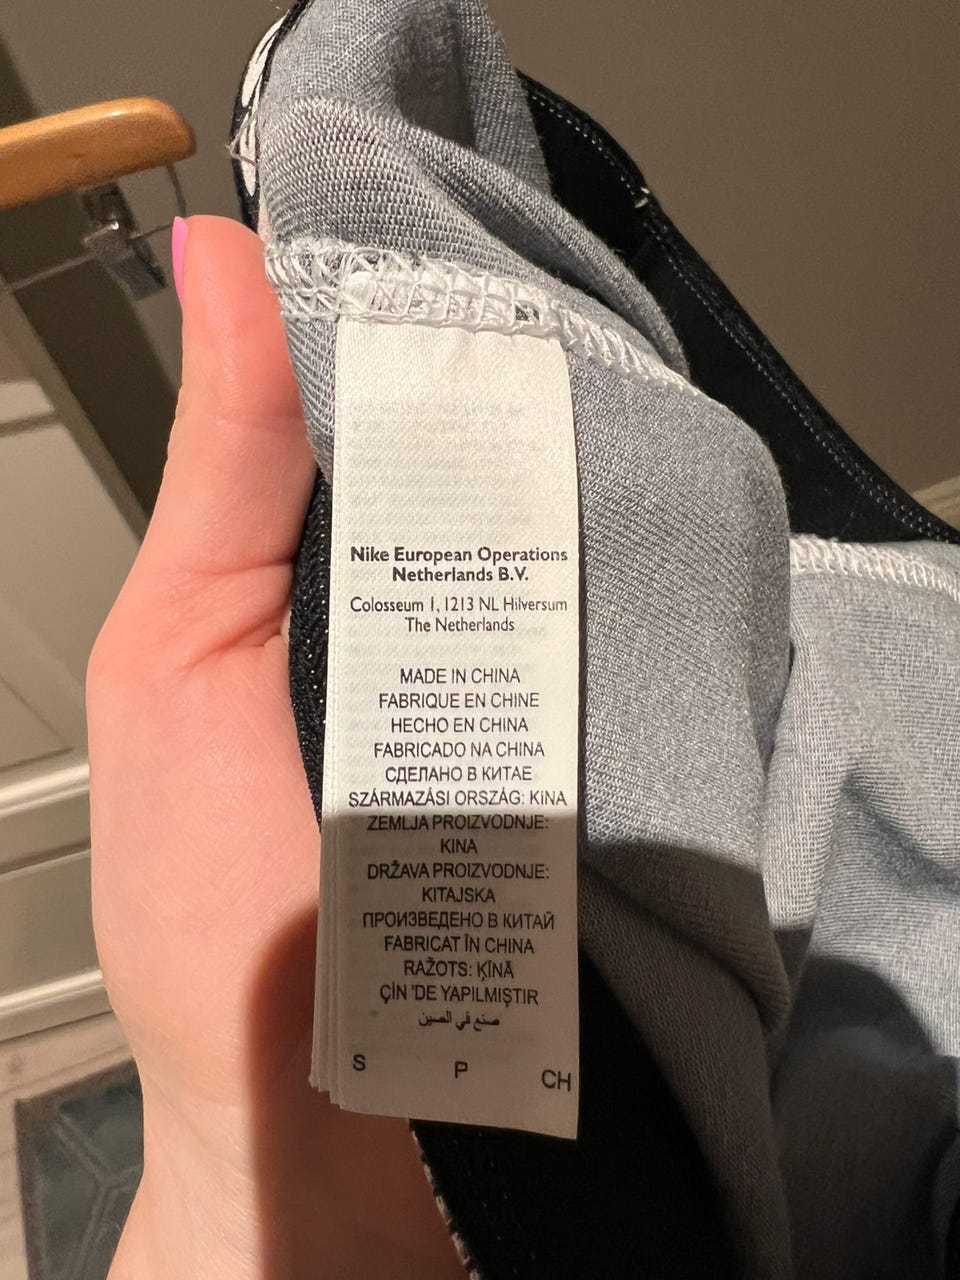 Nike European Operations
Netherlands B.V.
Colosseum 1, 1213 NL Hilversum
The Netherlands
MADE IN CHINA
FABRIQUE EN CHINE
HECHO EN CHINA
FABRICADO NA CHINA
СДЕЛАНО В КИТАЕ
SZÁRMAZÁSI ORSZÁG: KíNA
ZEMLJA PROIZVODNJE:
KINA
DRŽAVA PROIZVODNJE:
KITAJSKA
ПРОИЗВЕДЕНО В КИТАЙ
FABRICAT ÎN CHINA
RAŽOTS: ĶĪNĀ
ÇİN 'DE YAPILMIŞTIR
صنع في الصين
S P CH